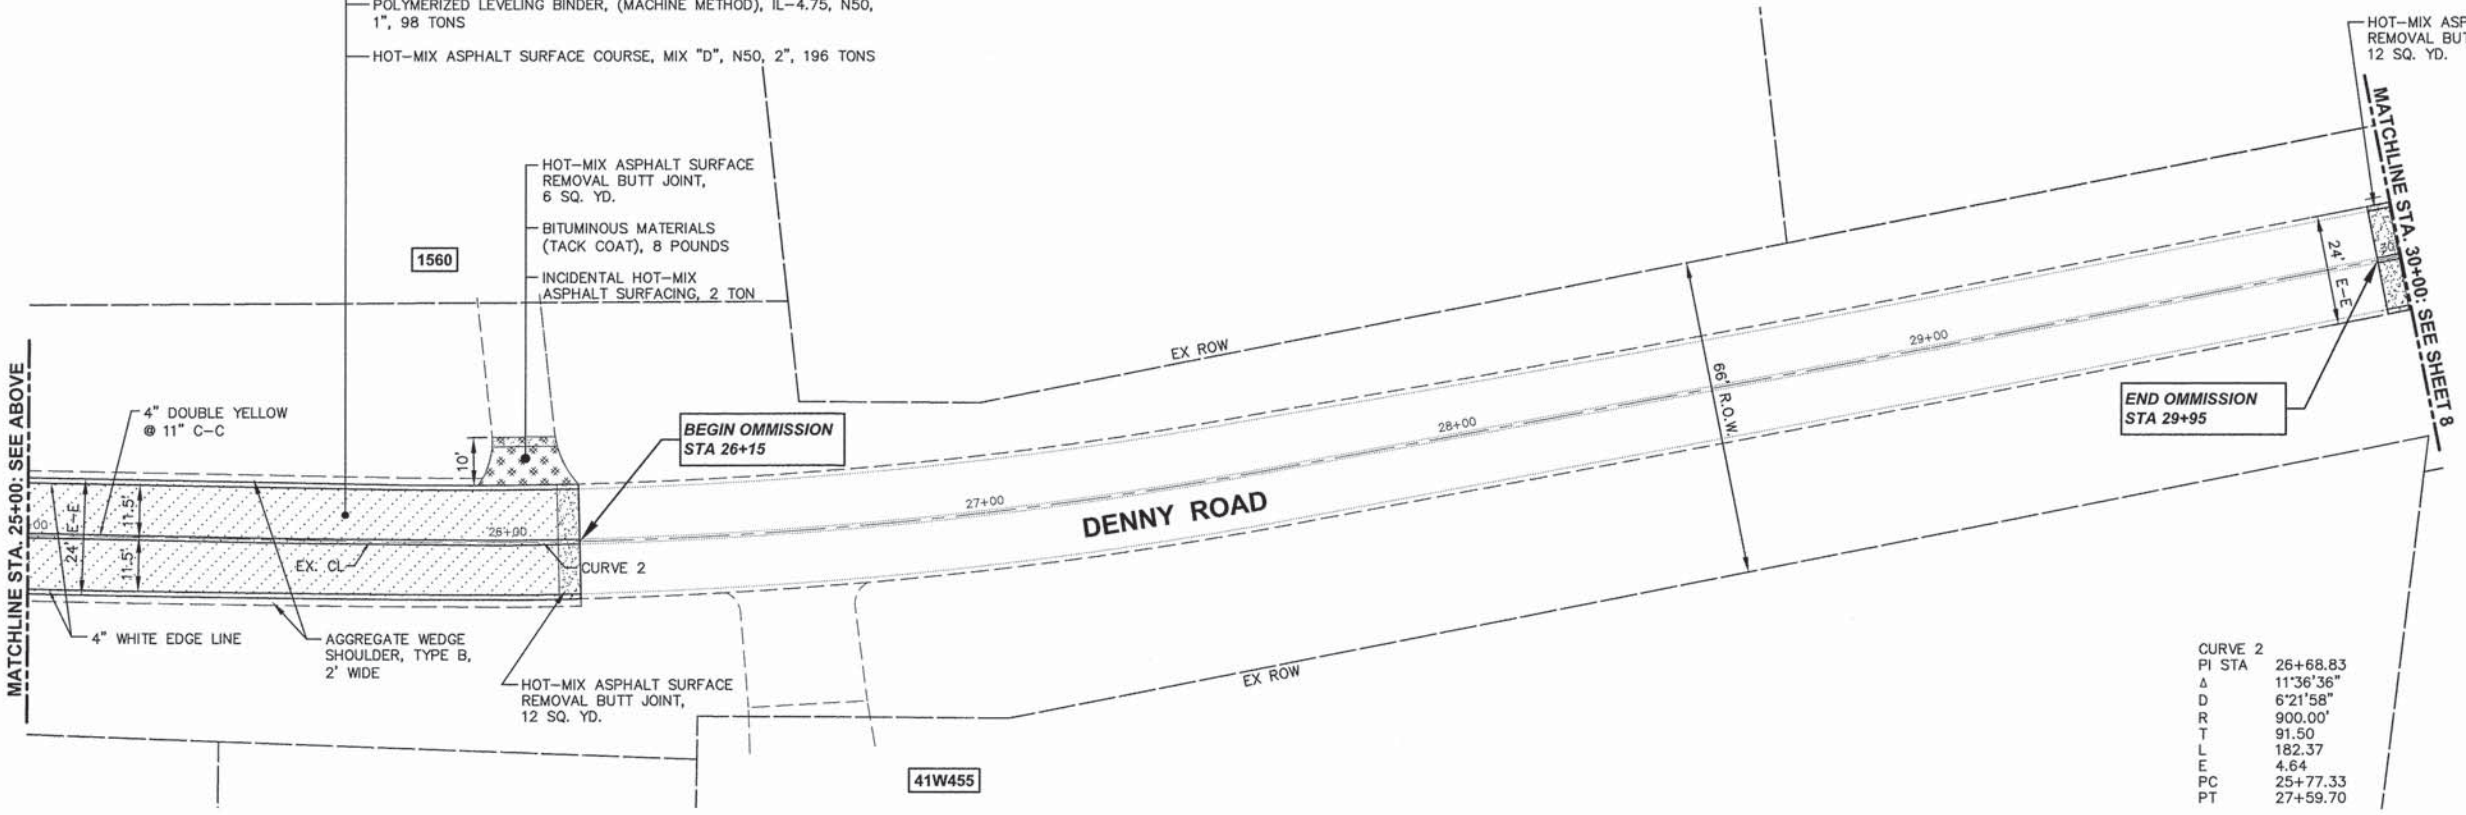 POLYMERIZED LEVELING BINDER, (MACHINE METHOD), IL-4.75, N50,
1", 98 TONS
HOT-MIX ASPHALT SURFACE COURSE, MIX "D", N50, 2", 196 TONS
HOT-MIX ASPHALT SURFACE
REMOVAL BUTT JOINT,
6 SQ. YD.
BITUMINOUS MATERIALS
(TACK COAT), 8 POUNDS
INCIDENTAL HOT-MIX
ASPHALT SURFACING, 2 TON
1560
HOT-MIX
REMOVAL
12 SQ. YD.
MATCHLINE STA. 30+00: SEE SHEET 8
MATCHLINE STA. 25+00: SEE ABOVE
4" DOUBLE YELLOW
@ 11" C-C
10'
BEGIN OMMISSION
STA 26+15
EX ROW
66' R.O.W.
24' E-E
30
END OMMISSION
STA 29+95
00
24' E-E
11.5'
11.5'
26+00
27+00
28+00
29+00
DENNY ROAD
EX. CL
CURVE 2
4" WHITE EDGE LINE
AGGREGATE WEDGE
SHOULDER, TYPE B,
2' WIDE
HOT-MIX ASPHALT SURFACE
REMOVAL BUTT JOINT,
12 SQ. YD.
EX ROW
41W455
CURVE 2
PI STA 26+68.83
Δ 11°36'36"
D 6°21'58"
R 900.00'
T 91.50
L 182.37
E 4.64
PC 25+77.33
PT 27+59.70